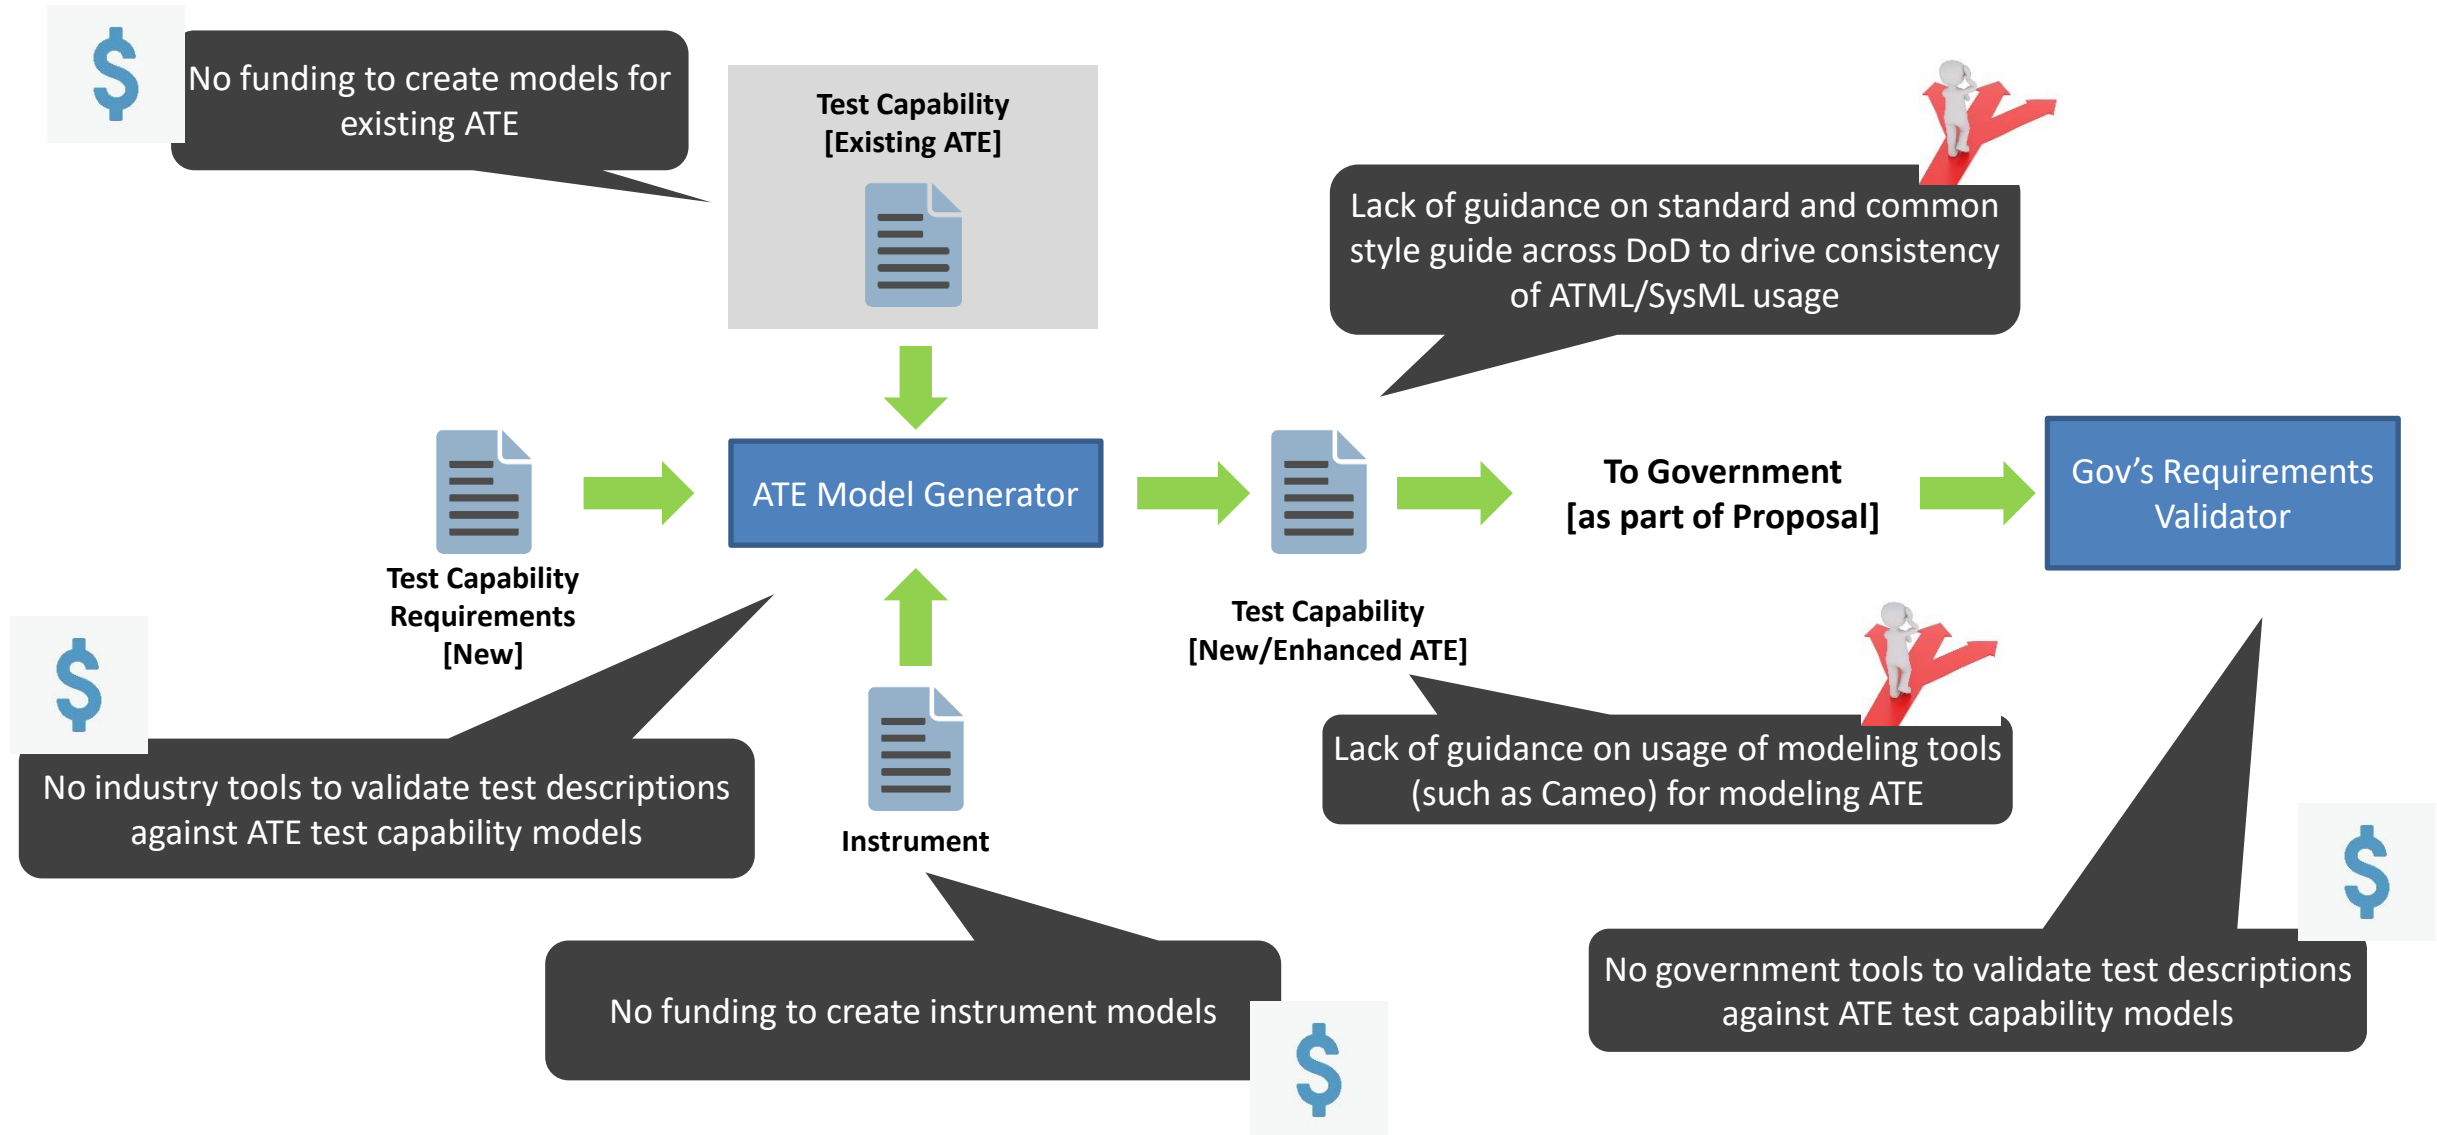 No funding to create models for
existing ATE
Test Capability
[Existing ATE]
Lack of guidance on standard and common
style guide across DoD to drive consistency
of ATML/SysML usage
Test Capability
Requirements
[New]
ATE Model Generator
Test Capability
[New/Enhanced ATE]
To Government
[as part of Proposal]
Gov’s Requirements
Validator
No industry tools to validate test descriptions
against ATE test capability models
Instrument
Lack of guidance on usage of modeling tools
(such as Cameo) for modeling ATE
No funding to create instrument models
No government tools to validate test descriptions
against ATE test capability models
$
$
$
$